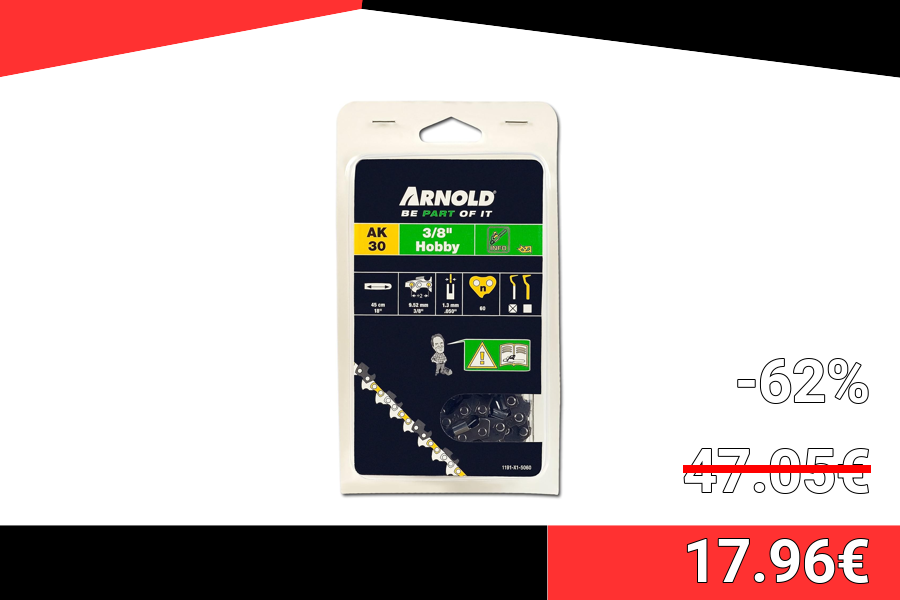 ARNOLD
BE PART OF IT
AK
30
3/8"
Hobby
INFO
45 cm
18"
9.52 mm
3/8"
1.3 mm
.050"
n
60
1191-X1-5060
-62%
47.05€
17.96€